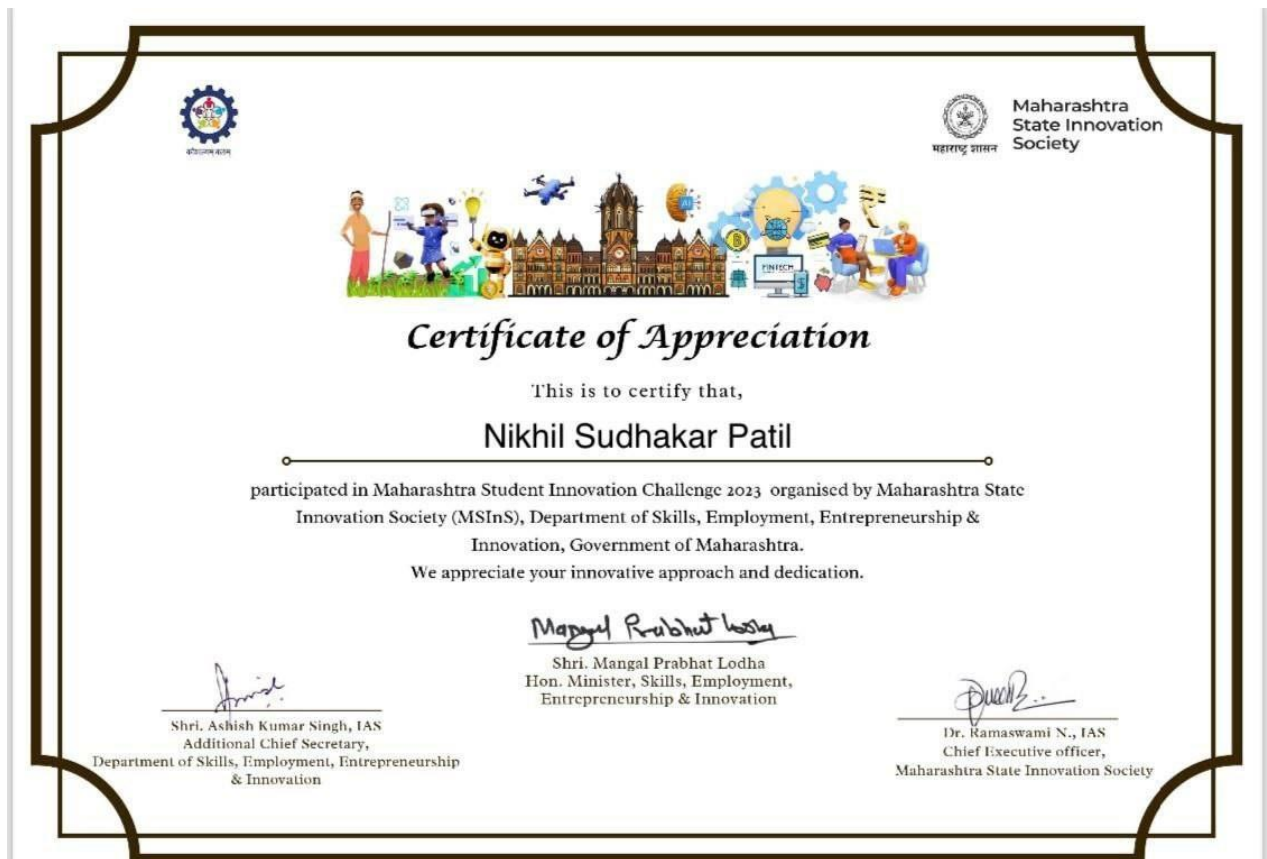 Maharashtra
State Innovation
Society
महाराष्ट्र शासन
AI
FINTECH
Certificate of Appreciation
This is to certify that,
Nikhil Sudhakar Patil
participated in Maharashtra Student Innovation Challenge 2023 organised by Maharashtra State
Innovation Society (MSInS), Department of Skills, Employment, Entrepreneurship &
Innovation, Government of Maharashtra.
We appreciate your innovative approach and dedication.
Shri. Mangal Prabhat Lodha
Hon. Minister, Skills, Employment,
Entrepreneurship & Innovation
Shri. Ashish Kumar Singh, IAS
Additional Chief Secretary,
Department of Skills, Employment, Entrepreneurship
& Innovation
Dr. Ramaswami N., IAS
Chief Executive officer,
Maharashtra State Innovation Society